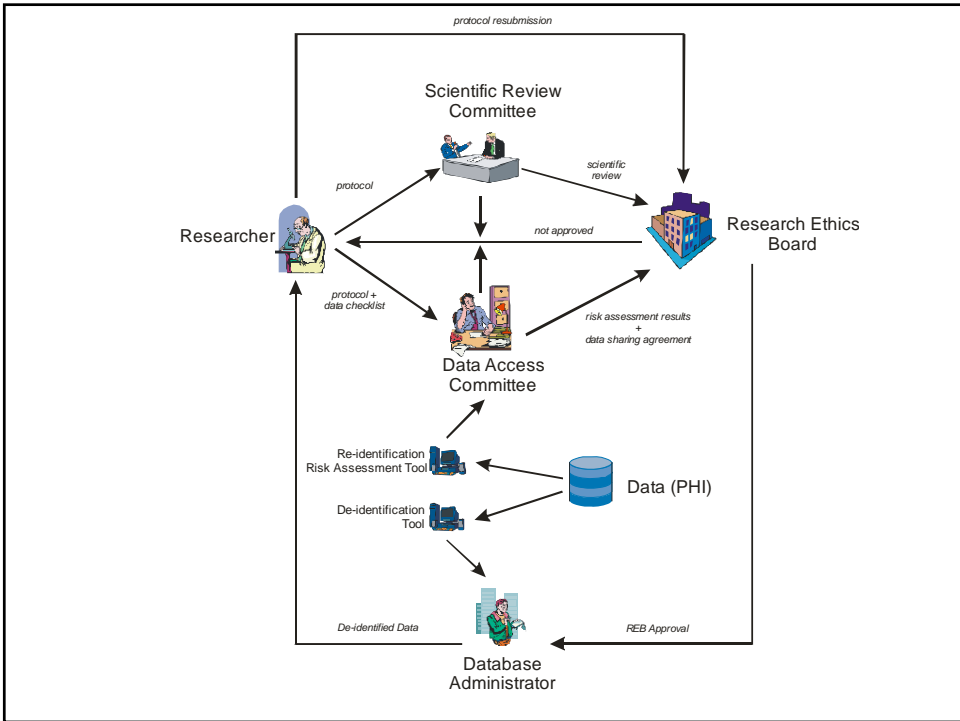 protocol resubmission
Scientific Review
Committee
scientific
review
protocol
Researcher
not approved
Research Ethics
Board
protocol +
data checklist
risk assessment results
+
data sharing agreement
Data Access
Committee
Re-identification
Risk Assessment Tool
Data (PHI)
De-identification
Tool
De-identified Data
REB Approval
Database
Administrator